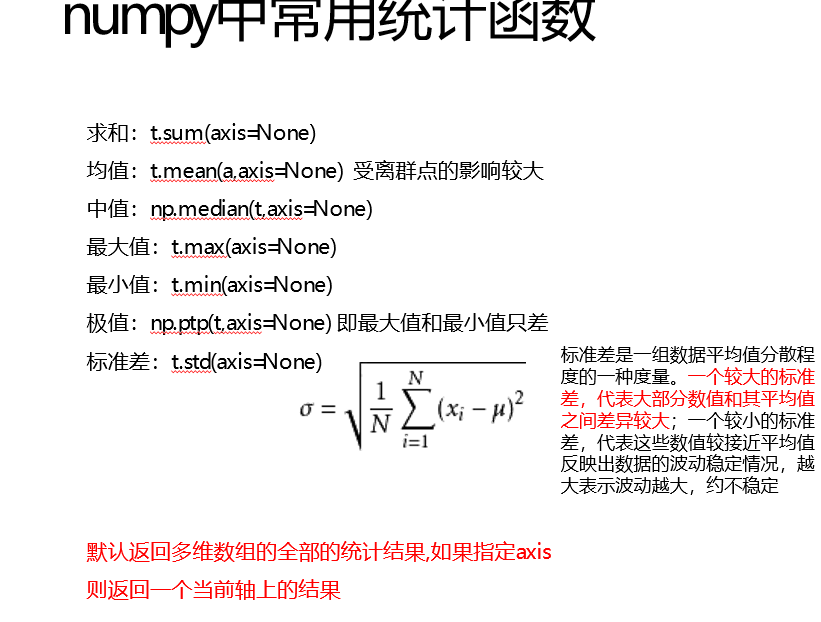 numpy中常用统计函数
求和：t.sum(axis=None)
均值：t.mean(a,axis=None) 受离群点的影响较大
中值：np.median(t,axis=None)
最大值：t.max(axis=None)
最小值：t.min(axis=None)
极值：np.ptp(t,axis=None) 即最大值和最小值只差
标准差：t.std(axis=None)
σ = √(1/N ∑_{i=1}^{N} (x_i − μ)²)
标准差是一组数据平均值分散程
度的一种度量。一个较大的标准
差，代表大部分数值和其平均值
之间差异较大；一个较小的标准
差，代表这些数值较接近平均值
反映出数据的波动稳定情况，越
大表示波动越大，约不稳定
默认返回多维数组的全部的统计结果,如果指定axis
则返回一个当前轴上的结果